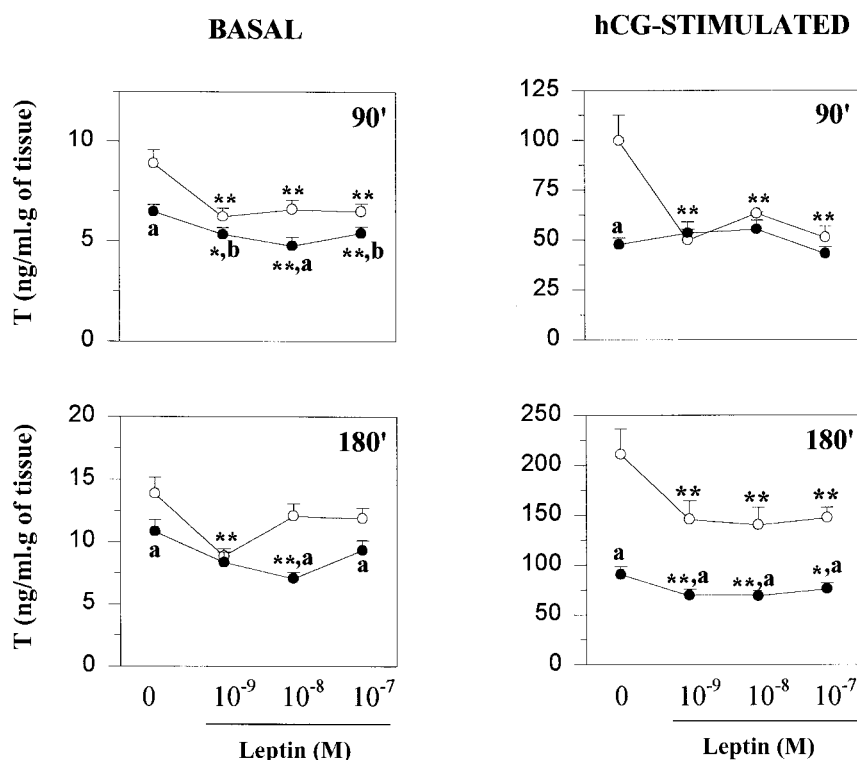 BASAL
hCG-STIMULATED
T (ng/ml.g of tissue)
10
5
0
90'
**
**
**
a
*,b
**,a
**,b
125
100
75
50
25
0
90'
**
**
**
a
T (ng/ml.g of tissue)
20
15
10
5
0
180'
**
a
**,a
a
250
200
150
100
50
0
180'
**
**
**
a
**,a
**,a
*,a
0
10⁻⁹
10⁻⁸
10⁻⁷
Leptin (M)
0
10⁻⁹
10⁻⁸
10⁻⁷
Leptin (M)